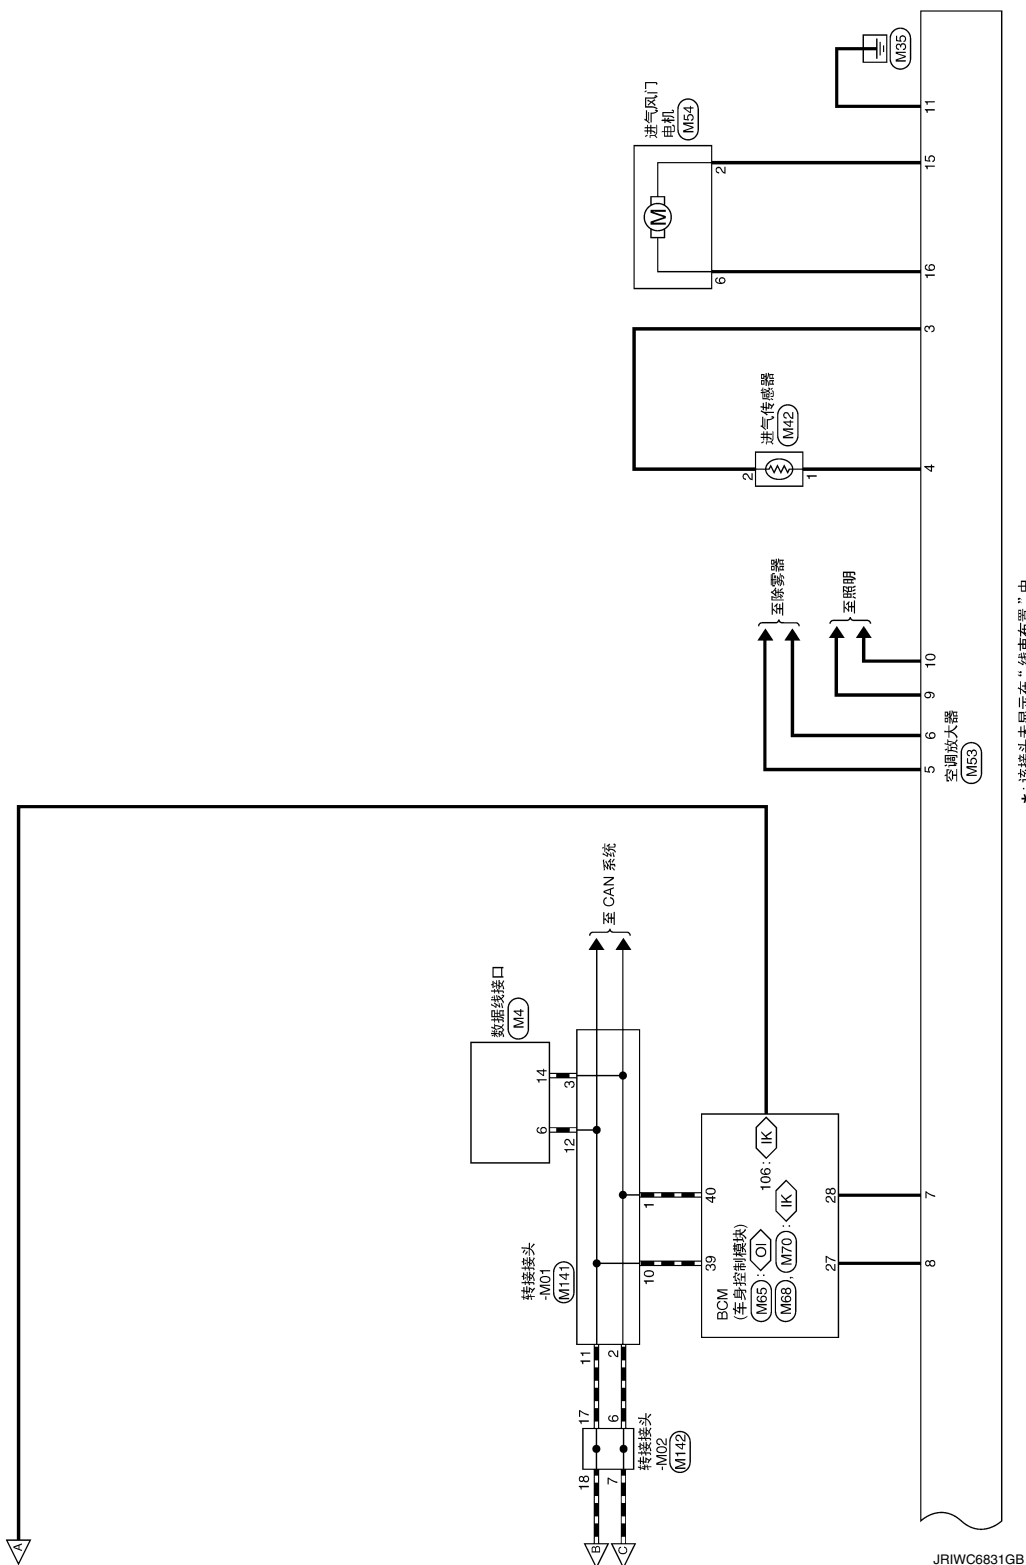 A
B
C
18
7
17
6
转接接头
-M02
M142
11
2
转接接头
-M01
M141
10
1
12
3
6
14
数据线接口
M4
至 CAN 系统
39
40
BCM
(车身控制模块)
M65 : OI
M68 , M70 : IK
106 : IK
27
28
8
7
5
6
9
10
空调放大器
M53
至除雾器
至照明
进气传感器
M42
2
1
4
3
进气风门
电机
M54
M
6
2
16
15
11
M35
JRIWC6831GB